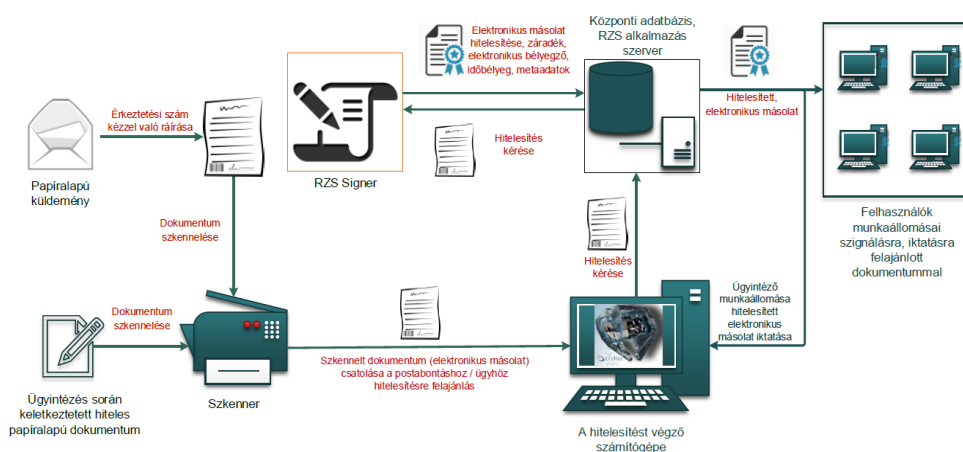 Elektronikus másolat
hitelesítése, záradék,
elektronikus bélyegző,
időbélyeg, metaadatok
Központi adatbázis,
RZS alkalmazás
szerver
Érkeztetési szám
kézzel való ráírása
Hitelesítés
kérése
Hitelesített,
elektronikus másolat
Papíralapú
küldemény
RZS Signer
Dokumentum
szkennelése
Hitelesítés
kérése
Felhasználók
munkaállomásai
szignálásra, iktatásra
felajánlott
dokumentummal
Ügyintéző
munkaállomása
hitelesített
elektronikus
másolat iktatása
Dokumentum
szkennelése
Szkennelt dokumentum (elektronikus másolat)
csatolása a postabontáshoz / ügyhöz
hitelesítésre felajánlás
Ügyintézés során
keletkeztetett hiteles
papíralapú dokumentum
Szkenner
A hitelesítést végző
számítógépe